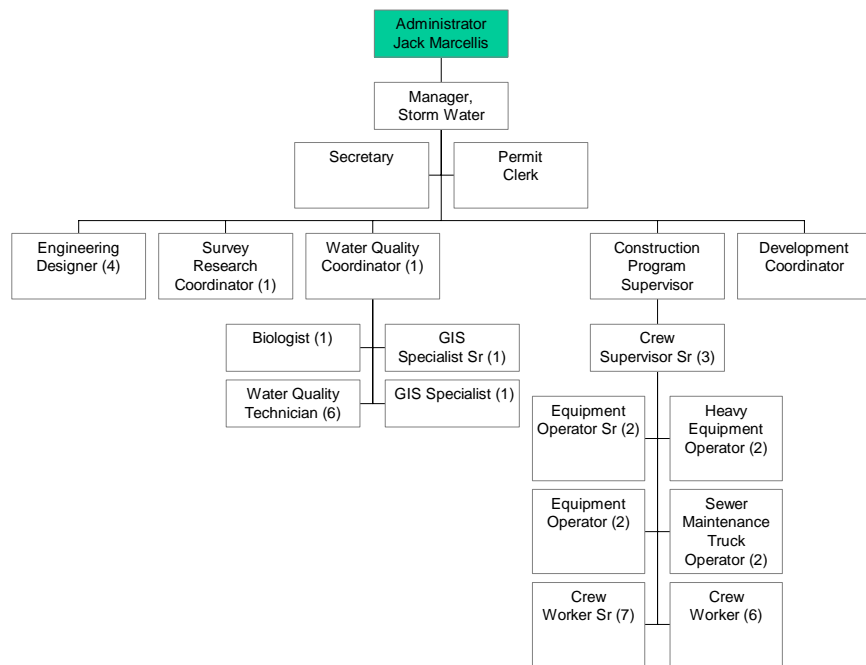 Administrator
Jack Marcellis
Manager,
Storm Water
Secretary
Permit
Clerk
Engineering
Designer (4)
Survey
Research
Coordinator (1)
Water Quality
Coordinator (1)
Construction
Program
Supervisor
Development
Coordinator
Biologist (1)
GIS
Specialist Sr (1)
Water Quality
Technician (6)
GIS Specialist (1)
Crew
Supervisor Sr (3)
Equipment
Operator Sr (2)
Heavy
Equipment
Operator (2)
Equipment
Operator (2)
Sewer
Maintenance
Truck
Operator (2)
Crew
Worker Sr (7)
Crew
Worker (6)